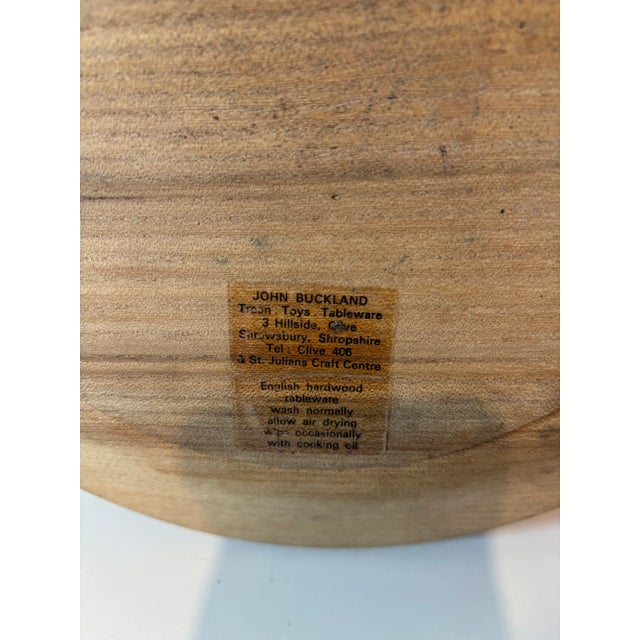 JOHN BUCKLAND
Treen. Toys. Tableware
3 Hillside, Clive
Shrewsbury, Shropshire
Tel: Clive 406
& St. Julians Craft Centre
English hardwood
tableware
wash normally
allow air drying
wipe occasionally
with cooking oil